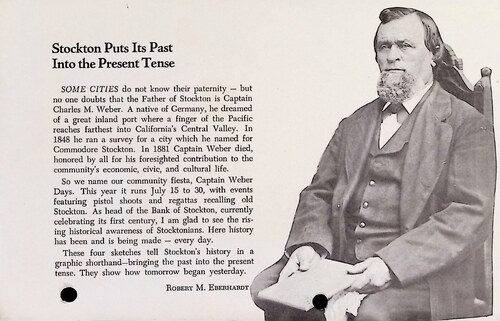 Stockton Puts Its Past
Into the Present Tense
SOME CITIES do not know their paternity – but
no one doubts that the Father of Stockton is Captain
Charles M. Weber. A native of Germany, he dreamed
of a great inland port where a finger of the Pacific
reaches farthest into California's Central Valley. In
1848 he ran a survey for a city which he named for
Commodore Stockton. In 1881 Captain Weber died,
honored by all for his foresighted contribution to the
community's economic, civic, and cultural life.
So we name our community fiesta, Captain Weber
Days. This year it runs July 15 to 30, with events
featuring pistol shoots and regattas recalling old
Stockton. As head of the Bank of Stockton, currently
celebrating its first century, I am glad to see the ris-
ing historical awareness of Stocktonians. Here history
has been and is being made – every day.
These four sketches tell Stockton's history in a
graphic shorthand—bringing the past into the present
tense. They show how tomorrow began yesterday.
Robert M. Eberhardt